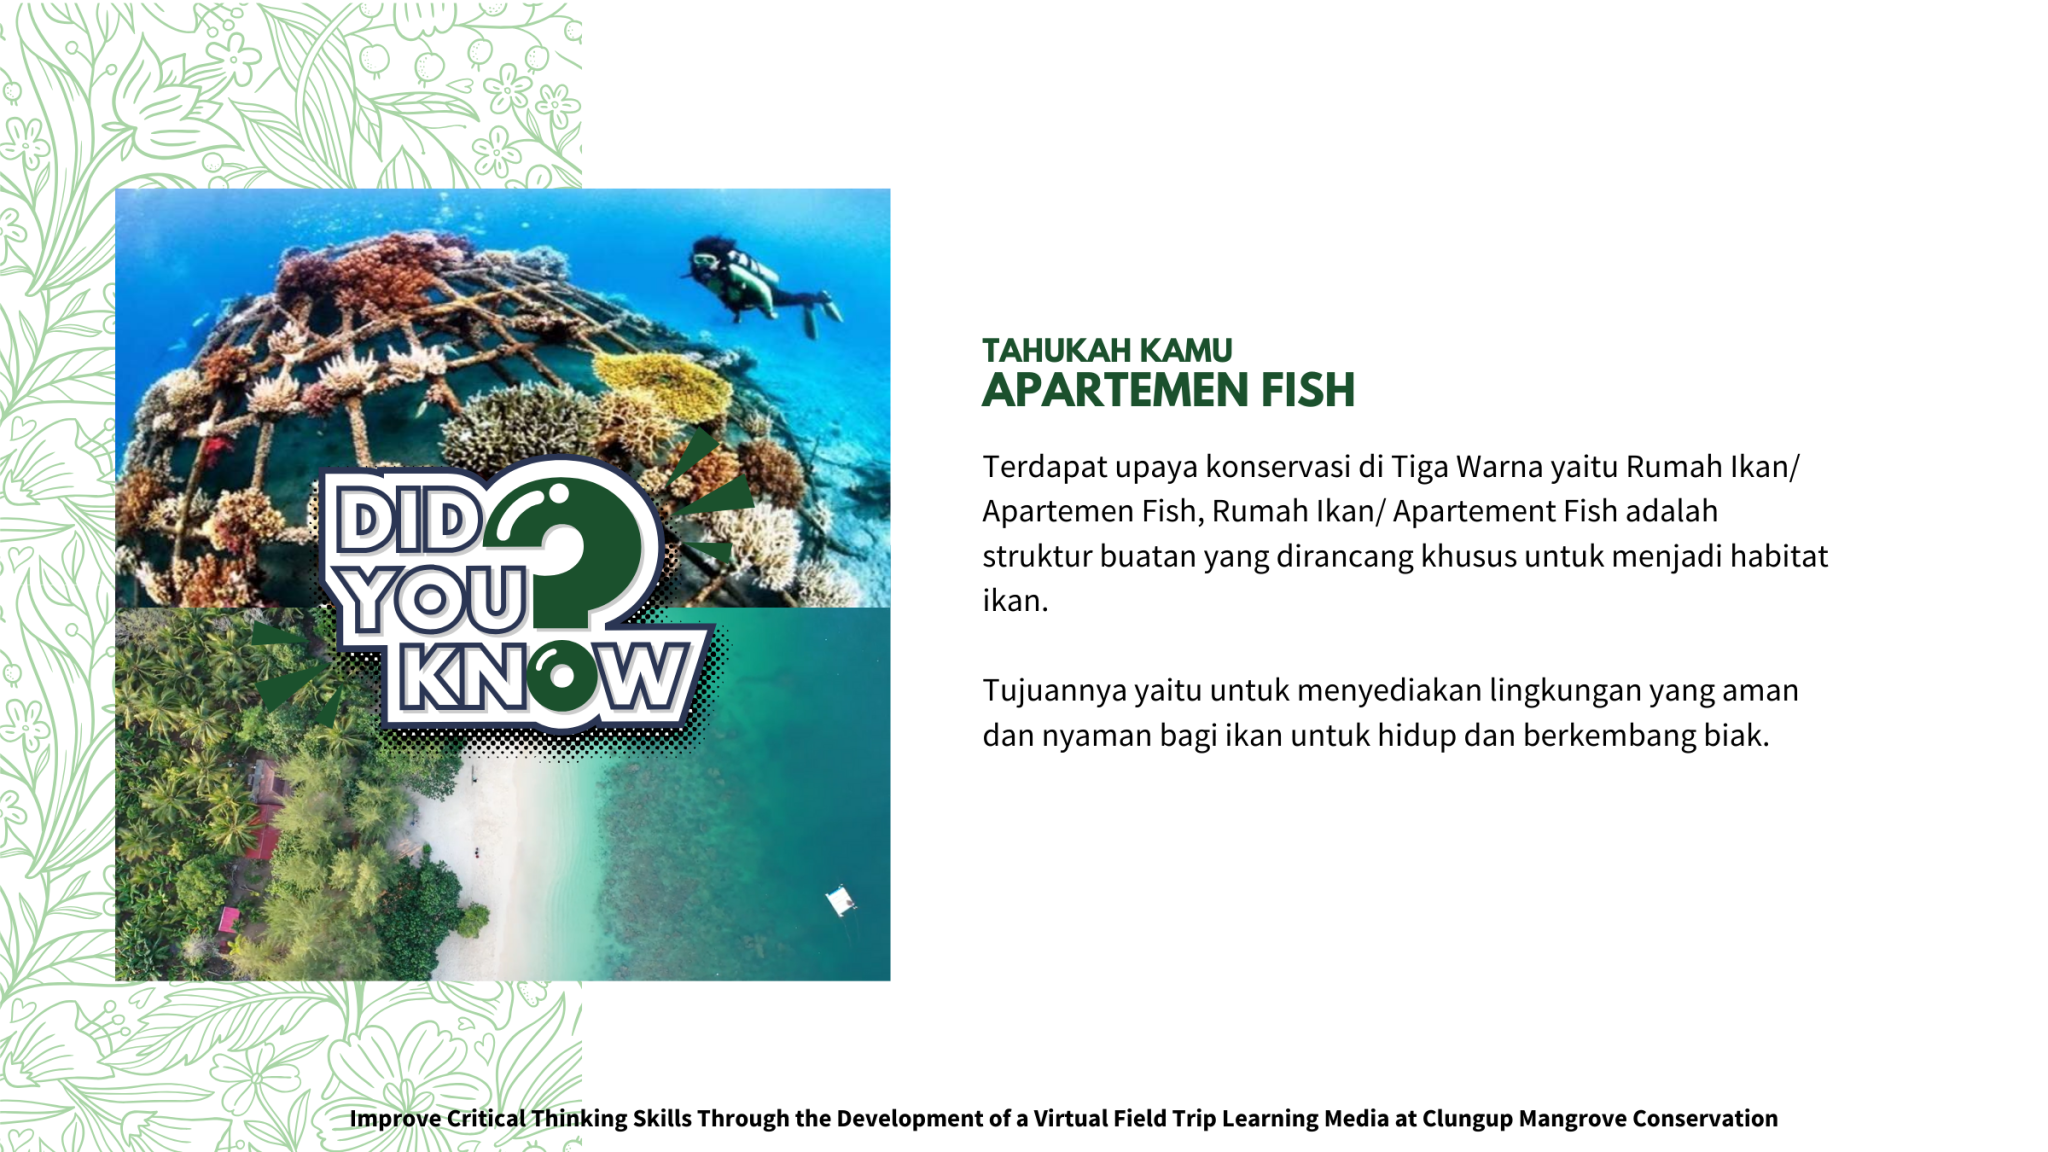 DID
YOU
KNOW
?
TAHUKAH KAMU
APARTEMEN FISH
Terdapat upaya konservasi di Tiga Warna yaitu Rumah Ikan/
Apartemen Fish, Rumah Ikan/ Apartement Fish adalah
struktur buatan yang dirancang khusus untuk menjadi habitat
ikan.
Tujuannya yaitu untuk menyediakan lingkungan yang aman
dan nyaman bagi ikan untuk hidup dan berkembang biak.
Improve Critical Thinking Skills Through the Development of a Virtual Field Trip Learning Media at Clungup Mangrove Conservation